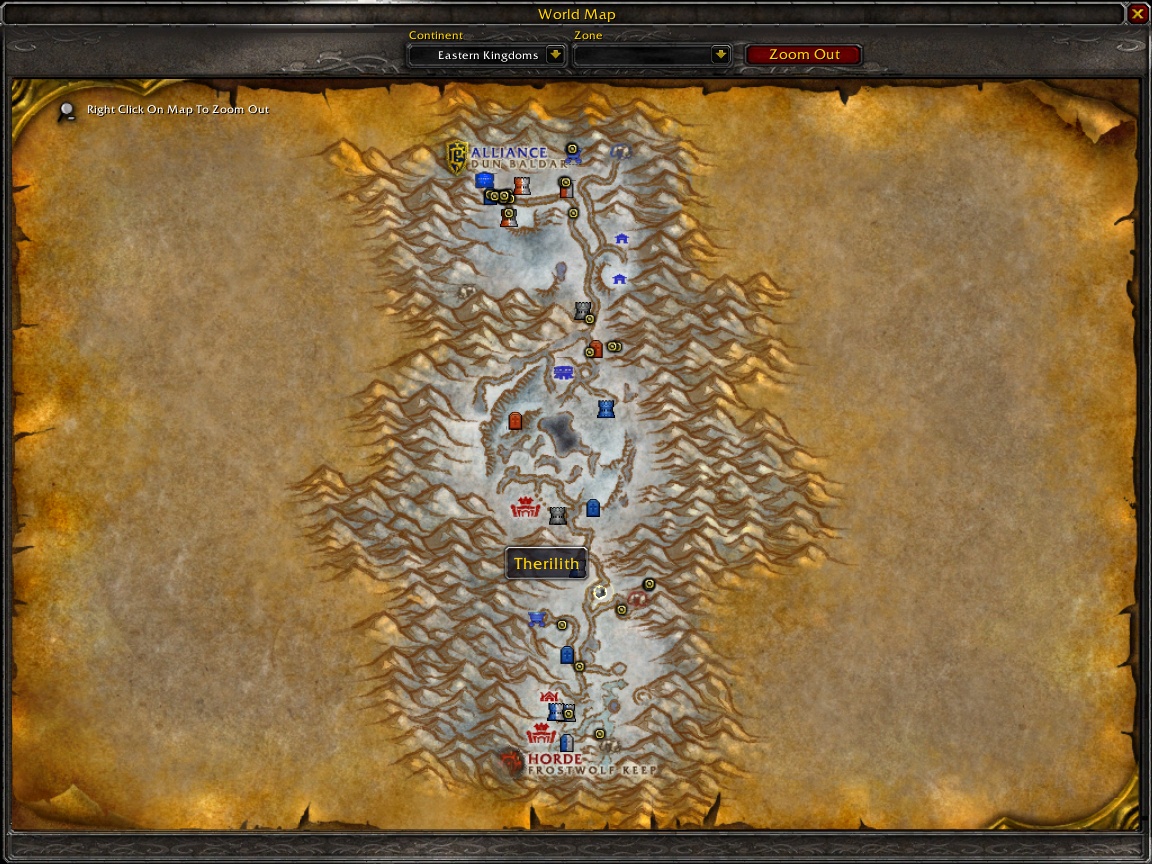 World Map
Continent
Zone
Eastern Kingdoms
Zoom Out
Right Click On Map To Zoom Out
ALLIANCE
DUN BALDAR
Therilith
HORDE
FROSTWOLF KEEP